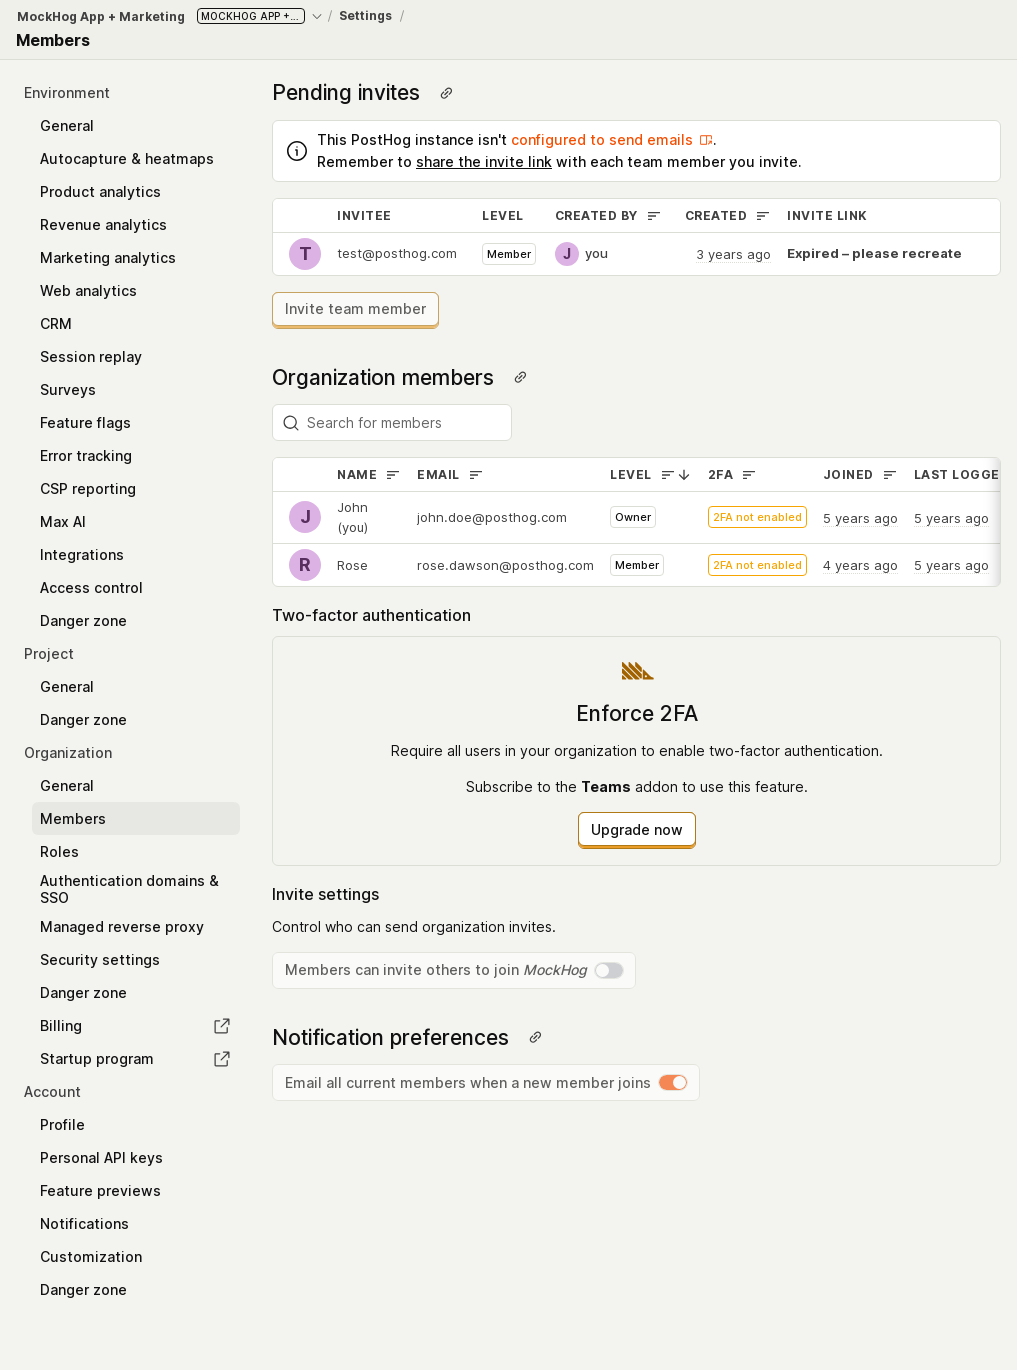 MockHog App + Marketing
MOCKHOG APP +...
/
Settings
/
Members
Environment
General
Autocapture & heatmaps
Product analytics
Revenue analytics
Marketing analytics
Web analytics
CRM
Session replay
Surveys
Feature flags
Error tracking
CSP reporting
Max AI
Integrations
Access control
Danger zone
Project
General
Danger zone
Organization
General
Members
Roles
Authentication domains &
SSO
Managed reverse proxy
Security settings
Danger zone
Billing
Startup program
Account
Profile
Personal API keys
Feature previews
Notifications
Customization
Danger zone
Pending invites
This PostHog instance isn't configured to send emails.
Remember to share the invite link with each team member you invite.
INVITEE LEVEL CREATED BY CREATED INVITE LINK
T test@posthog.com Member J you 3 years ago Expired – please recreate
Invite team member
Organization members
Search for members
NAME EMAIL LEVEL 2FA JOINED LAST LOGGE
J John (you) john.doe@posthog.com Owner 2FA not enabled 5 years ago 5 years ago
R Rose rose.dawson@posthog.com Member 2FA not enabled 4 years ago 5 years ago
Two-factor authentication
Enforce 2FA
Require all users in your organization to enable two-factor authentication.
Subscribe to the Teams addon to use this feature.
Upgrade now
Invite settings
Control who can send organization invites.
Members can invite others to join MockHog
Notification preferences
Email all current members when a new member joins